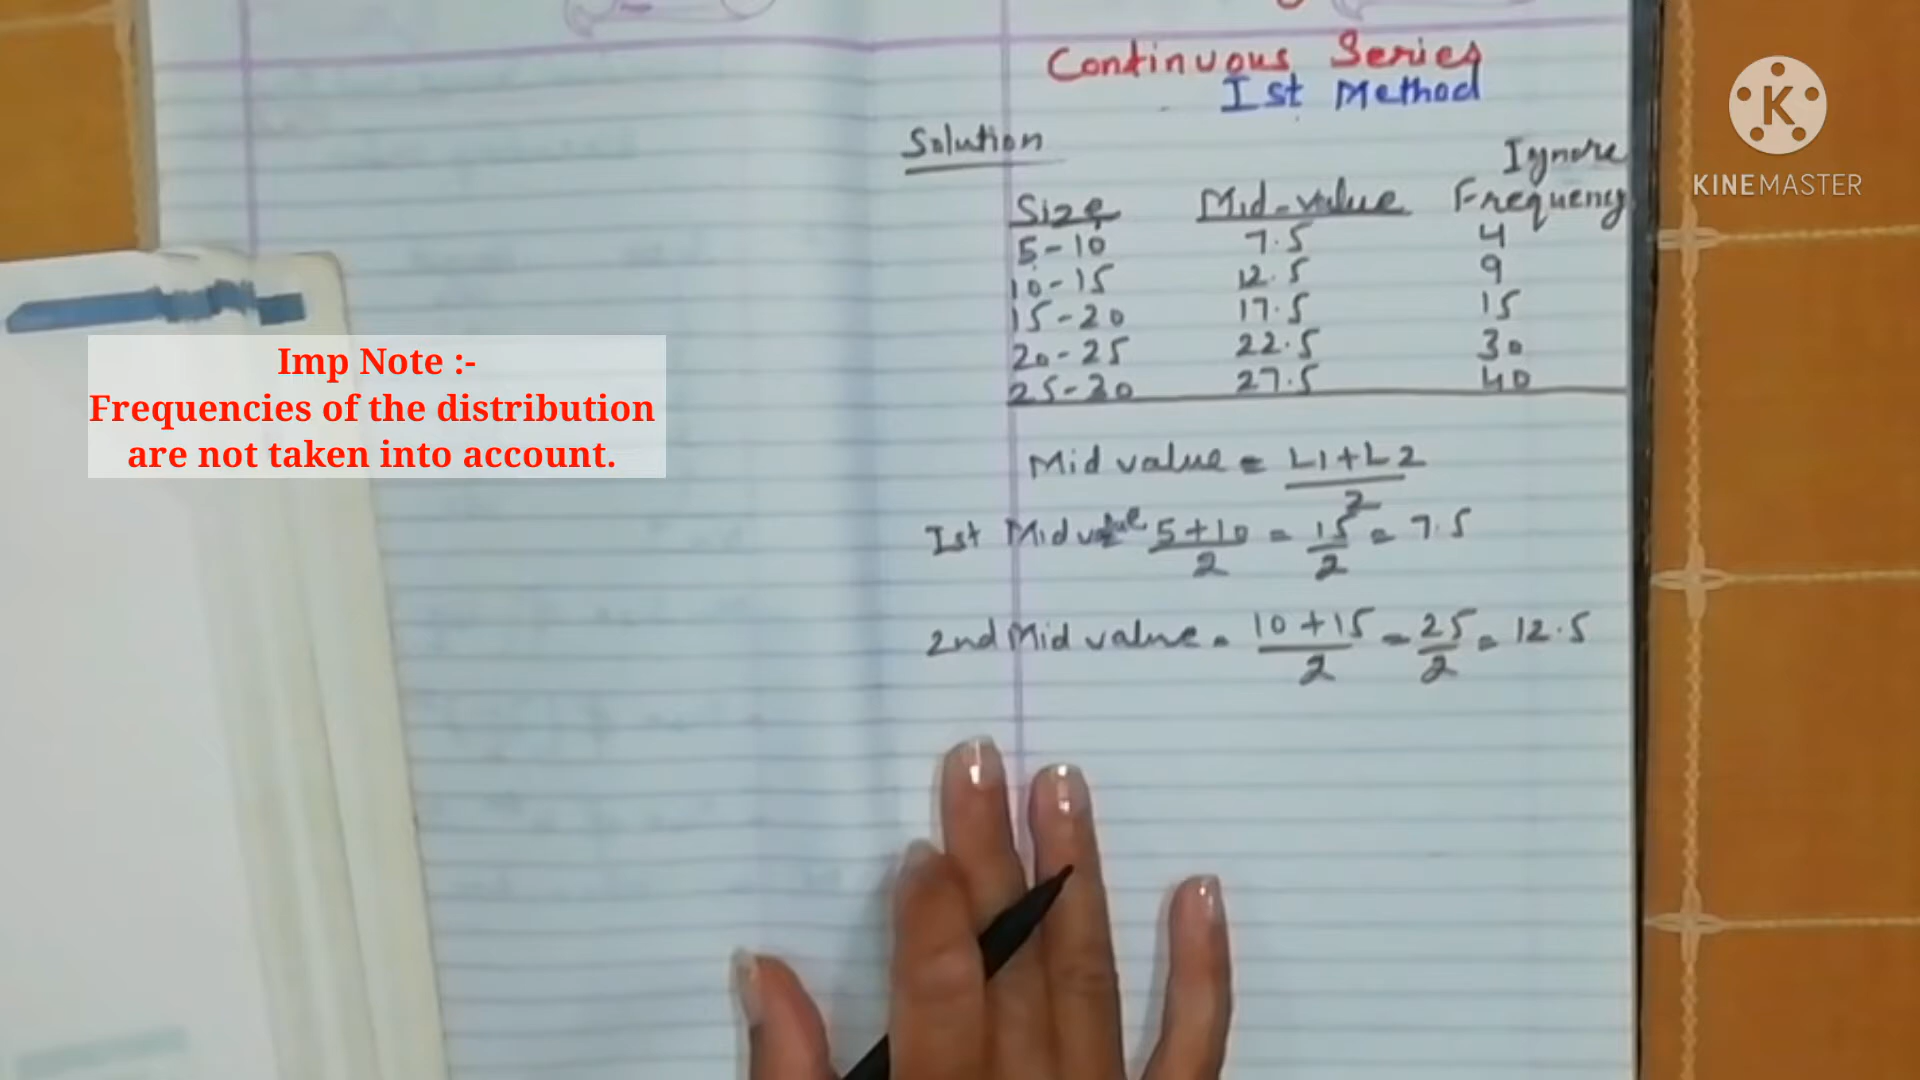 Continuous Series
Ist Method
Solution
Ignore
Size Mid-value Frequency
5-10 7.5 4
10-15 12.5 9
15-20 17.5 15
20-25 22.5 30
25-30 27.5 40
Mid value = L1+L2
2
Ist Mid value 5+10 = 15 = 7.5
2 2
2nd Mid value = 10+15 = 25 = 12.5
2 2
Imp Note :-
Frequencies of the distribution
are not taken into account.
K
KINEMASTER